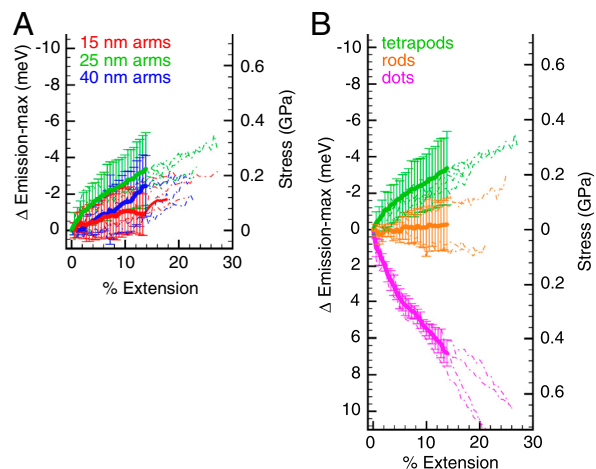 A
15 nm arms
25 nm arms
40 nm arms
Δ Emission-max (meV)
-10
-8
-6
-4
-2
0
0.6
0.4
0.2
0
Stress (GPa)
0
10
20
30
% Extension
B
tetrapods
rods
dots
Δ Emission-max (meV)
-10
-8
-6
-4
-2
0
2
4
6
8
10
0.6
0.4
0.2
0
0.2
0.4
0.6
Stress (GPa)
0
10
20
30
% Extension